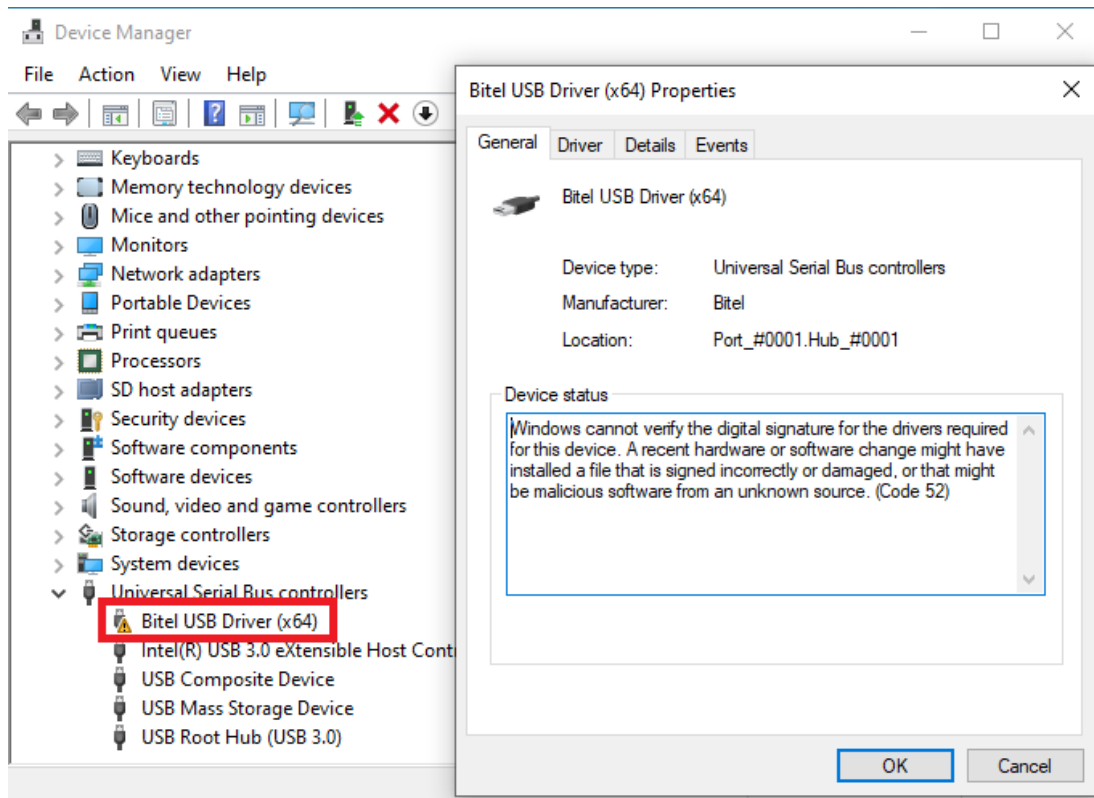 Device Manager
File Action View Help
Keyboards
Memory technology devices
Mice and other pointing devices
Monitors
Network adapters
Portable Devices
Print queues
Processors
SD host adapters
Security devices
Software components
Software devices
Sound, video and game controllers
Storage controllers
System devices
Universal Serial Bus controllers
Bitel USB Driver (x64)
Intel(R) USB 3.0 eXtensible Host Cont
USB Composite Device
USB Mass Storage Device
USB Root Hub (USB 3.0)
Bitel USB Driver (x64) Properties
General Driver Details Events
Bitel USB Driver (x64)
Device type: Universal Serial Bus controllers
Manufacturer: Bitel
Location: Port_#0001.Hub_#0001
Device status
Windows cannot verify the digital signature for the drivers required
for this device. A recent hardware or software change might have
installed a file that is signed incorrectly or damaged, or that might
be malicious software from an unknown source. (Code 52)
OK Cancel